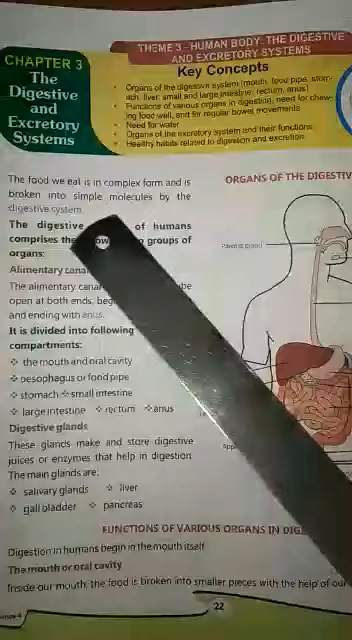 THEME 3 - HUMAN BODY: THE DIGESTIVE
AND EXCRETORY SYSTEMS
CHAPTER 3
The
Digestive
and
Excretory
Systems
Key Concepts
• Organs of the digestive system (mouth, food pipe, stom-
ach, liver, small and large intestine, rectum, anus)
• Functions of various organs in digestion, need for chew-
ing food well, and for regular bowel movements
• Need for water
• Organs of the excretory system and their functions
• Healthy habits related to digestion and excretion
The food we eat is in complex form and is
broken into simple molecules by the
digestive system.
The digestive of humans
comprises the groups of
organs:
Alimentary canal
The alimentary canal
open at both ends,
and ending with anus.
It is divided into following
compartments:
❖ the mouth and oral cavity
❖ oesophagus or food pipe
❖ stomach ❖ small intestine
❖ large intestine ❖ rectum ❖ anus
Digestive glands
These glands make and store digestive
juices or enzymes that help in digestion.
The main glands are:
❖ salivary glands ❖ liver
❖ gall bladder ❖ pancreas
ORGANS OF THE
Parotid gland
FUNCTIONS OF VARIOUS ORGANS IN
Digestion in humans begin in the mouth itself.
The mouth or oral cavity
Inside our mouth, the food is broken into smaller pieces with the help of our
22